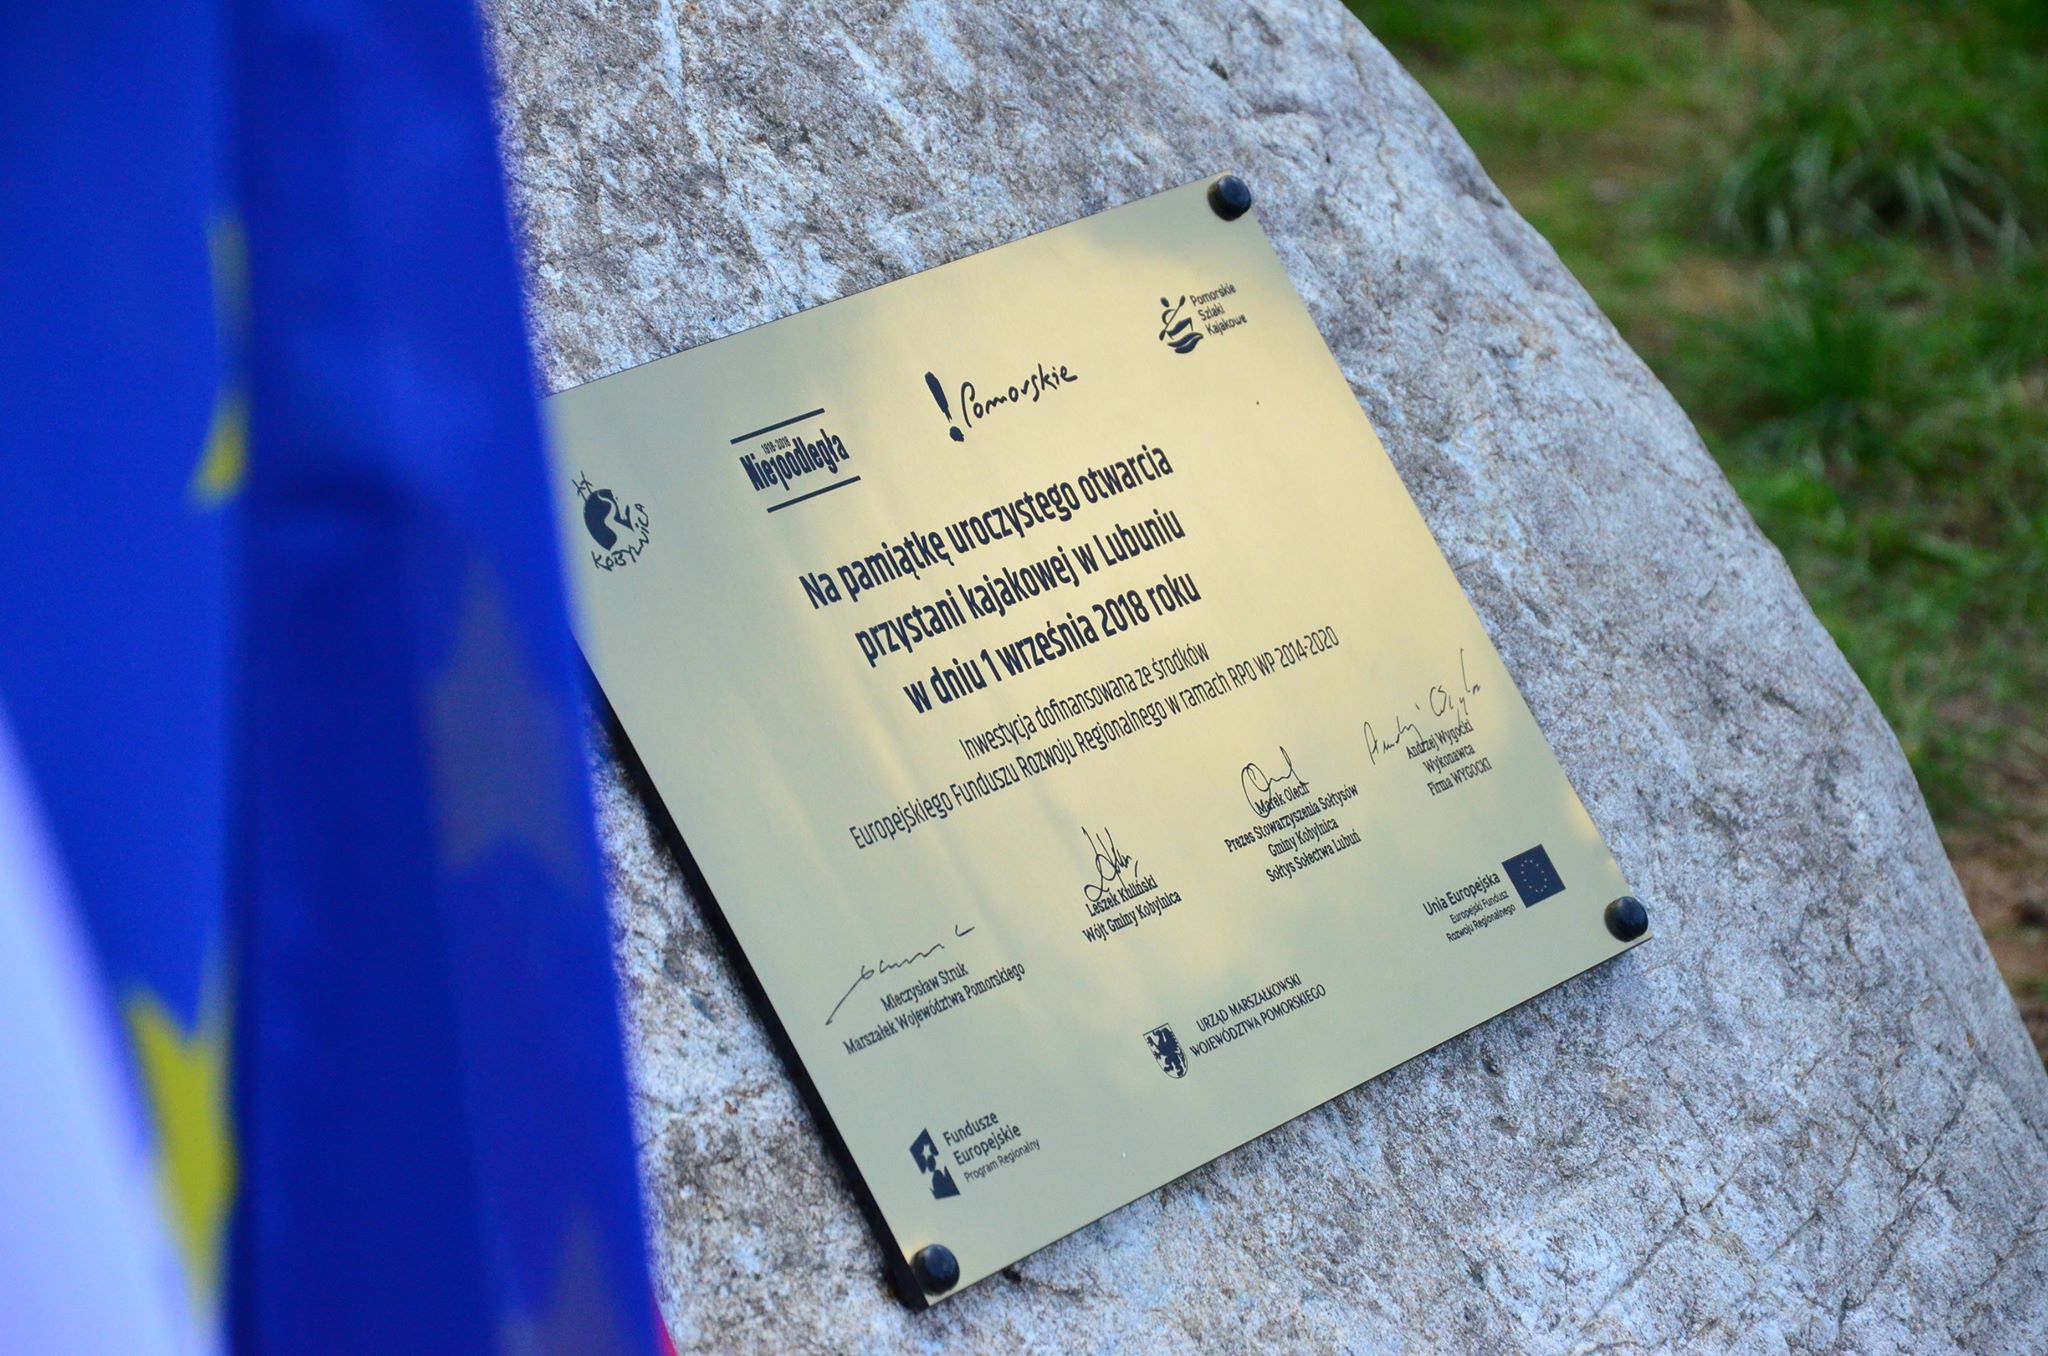 KOBYLNICA
1918-2018
Niepodległa
Pomorskie
Pomorskie
Szlaki
Kajakowe
Na pamiątkę uroczystego otwarcia
przystani kajakowej w Lubuniu
w dniu 1 września 2018 roku
Inwestycja dofinansowana ze środków
Europejskiego Funduszu Rozwoju Regionalnego w ramach RPO WP 2014-2020
Mieczysław Struk
Marszałek Województwa Pomorskiego
Leszek Kuliński
Wójt Gminy Kobylnica
Marek Olech
Prezes Stowarzyszenia Sołtysów
Gminy Kobylnica
Sołtys Sołectwa Lubuń
Andrzej Wygocki
Wykonawca
Firma WYGOCKI
Fundusze
Europejskie
Program Regionalny
URZĄD MARSZAŁKOWSKI
WOJEWÓDZTWA POMORSKIEGO
Unia Europejska
Europejski Fundusz
Rozwoju Regionalnego